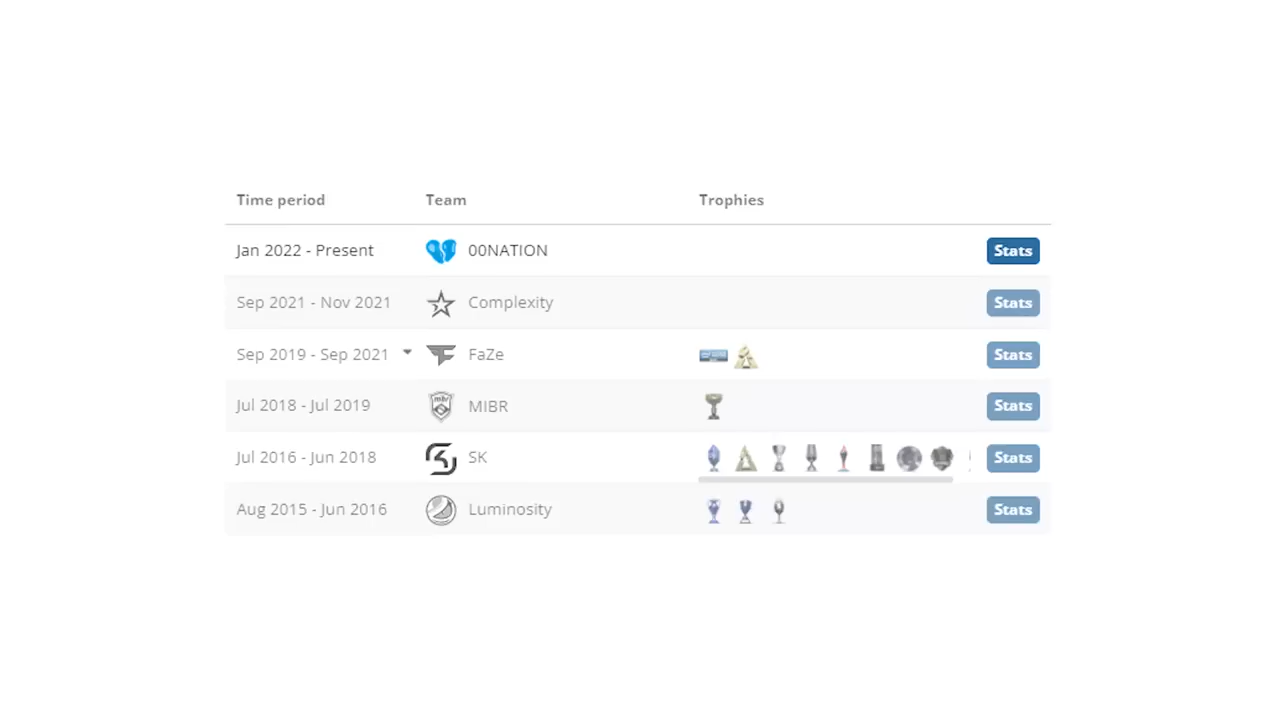 Time period Team Trophies
Jan 2022 - Present 00NATION Stats
Sep 2021 - Nov 2021 Complexity Stats
Sep 2019 - Sep 2021 FaZe Stats
Jul 2018 - Jul 2019 mibr MIBR Stats
Jul 2016 - Jun 2018 SK Stats
Aug 2015 - Jun 2016 Luminosity Stats